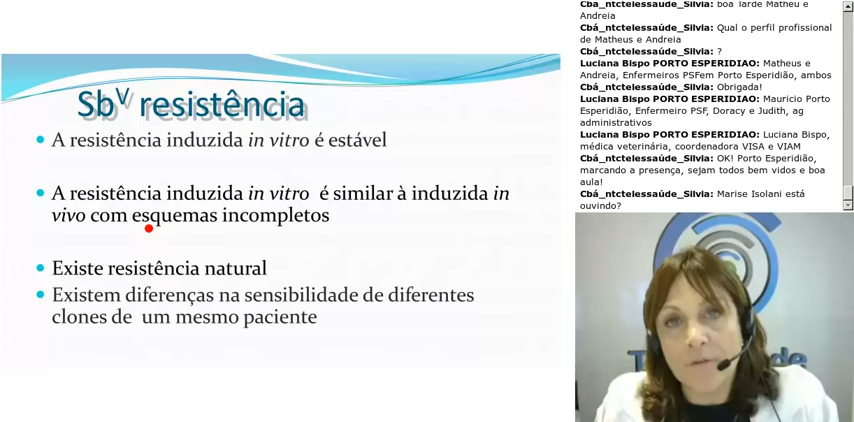 Sbⱽ resistência
A resistência induzida in vitro é estável
A resistência induzida in vitro é similar à induzida in
vivo com esquemas incompletos
Existe resistência natural
Existem diferenças na sensibilidade de diferentes
clones de um mesmo paciente
Cbá_ntctelessaúde_Silvia: boa Tarde Matheu e
Andreia
Cbá_ntctelessaúde_Silvia: Qual o perfil profissional
de Matheus e Andreia
Cbá_ntctelessaúde_Silvia: ?
Luciana Bispo PORTO ESPERIDIAO: Matheus e
Andreia, Enfermeiros PSFem Porto Esperidião, ambos
Cbá_ntctelessaúde_Silvia: Obrigada!
Luciana Bispo PORTO ESPERIDIAO: Mauricio Porto
Esperidião, Enfermeiro PSF, Doracy e Judith, ag
administrativos
Luciana Bispo PORTO ESPERIDIAO: Luciana Bispo,
médica veterinária, coordenadora VISA e VIAM
Cbá_ntctelessaúde_Silvia: OK! Porto Esperidião,
marcando a presença, sejam todos bem vidos e boa
aula!
Cbá_ntctelessaúde_Silvia: Marise Isolani está
ouvindo?